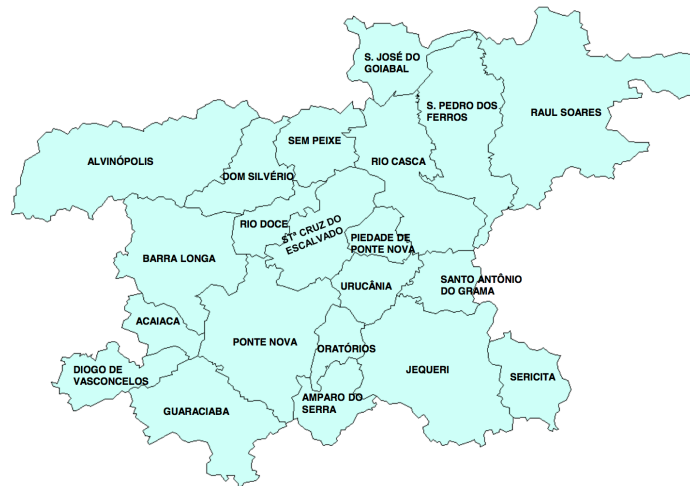 S. JOSÉ DO
GOIABAL
S. PEDRO DOS
FERROS
RAUL SOARES
SEM PEIXE
ALVINÓPOLIS
RIO CASCA
DOM SILVÉRIO
RIO DOCE
STª CRUZ DO
ESCALVADO
PIEDADE DE
PONTE NOVA
BARRA LONGA
URUCÂNIA
SANTO ANTÔNIO
DO GRAMA
ACAIACA
PONTE NOVA
ORATÓRIOS
DIOGO DE
VASCONCELOS
JEQUERI
SERICITA
GUARACIABA
AMPARO DO
SERRA